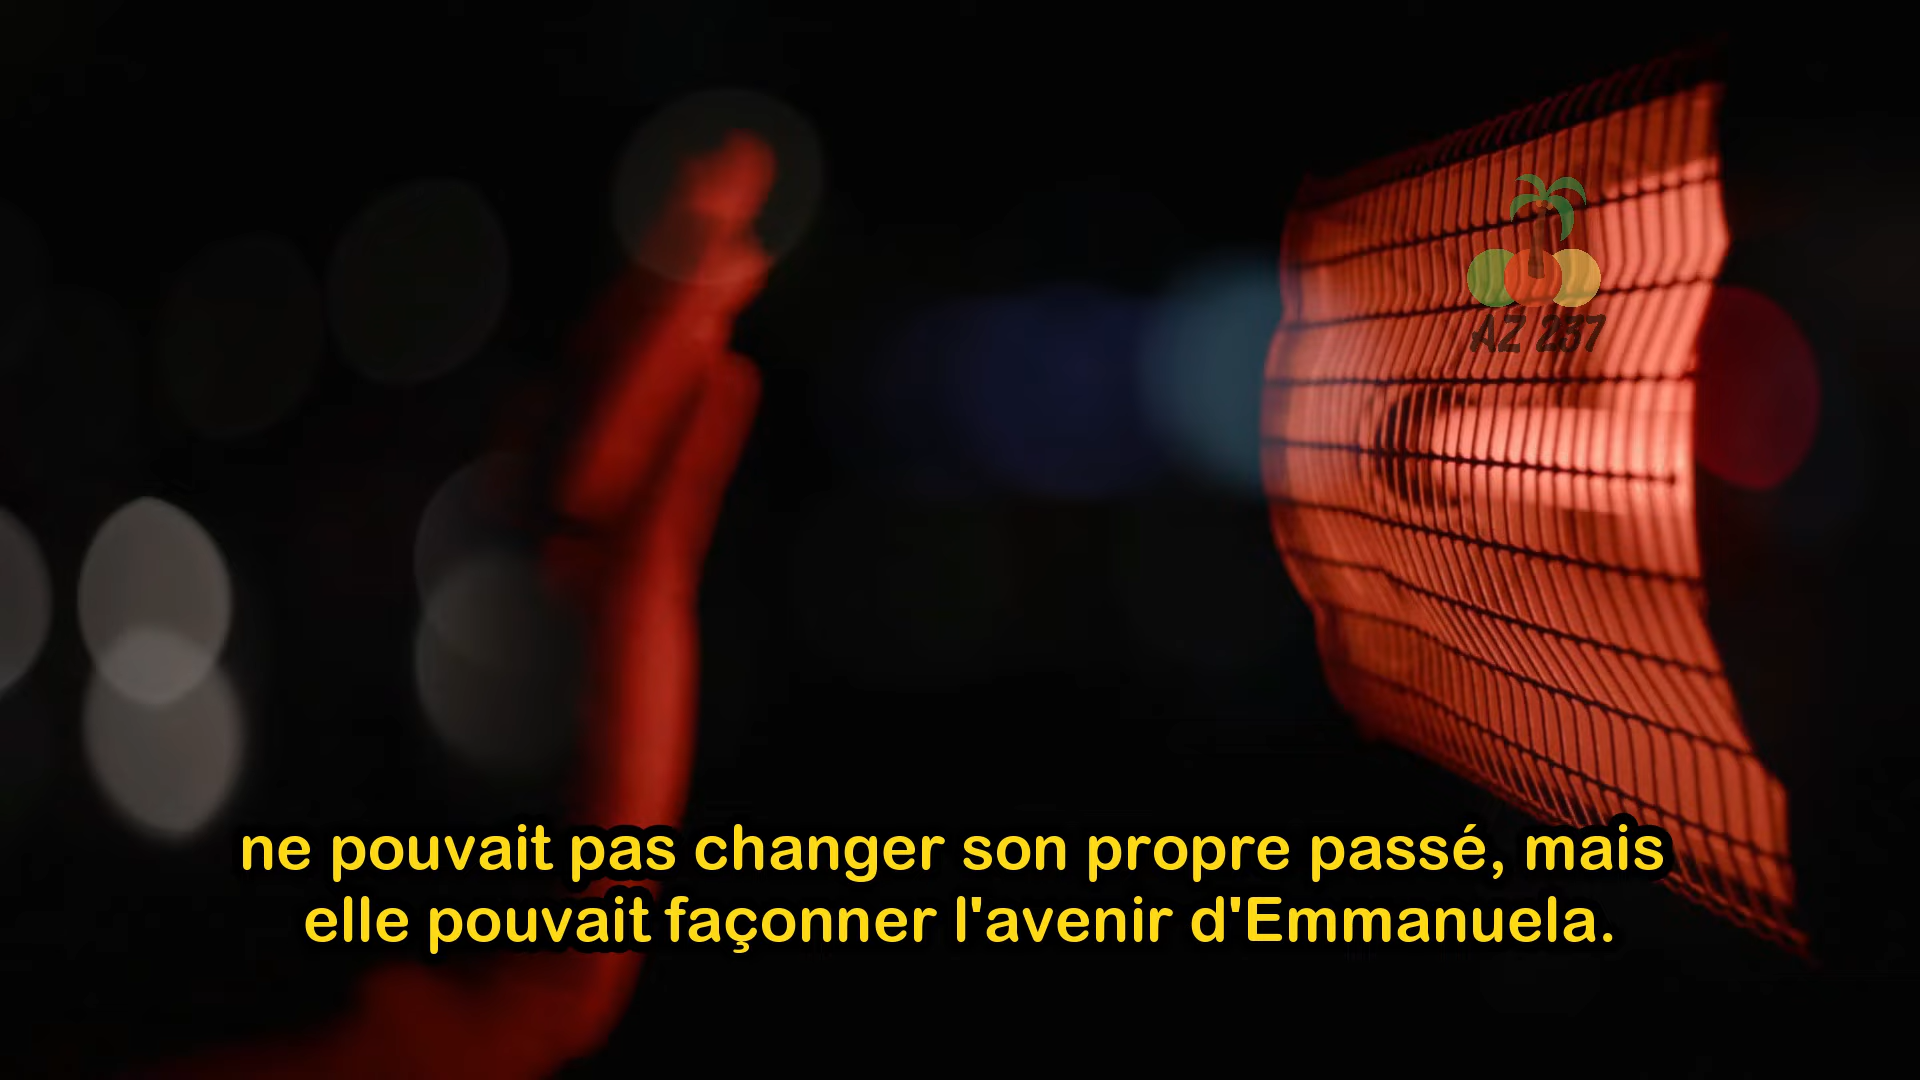 AZ 237
ne pouvait pas changer son propre passé, mais
elle pouvait façonner l'avenir d'Emmanuela.